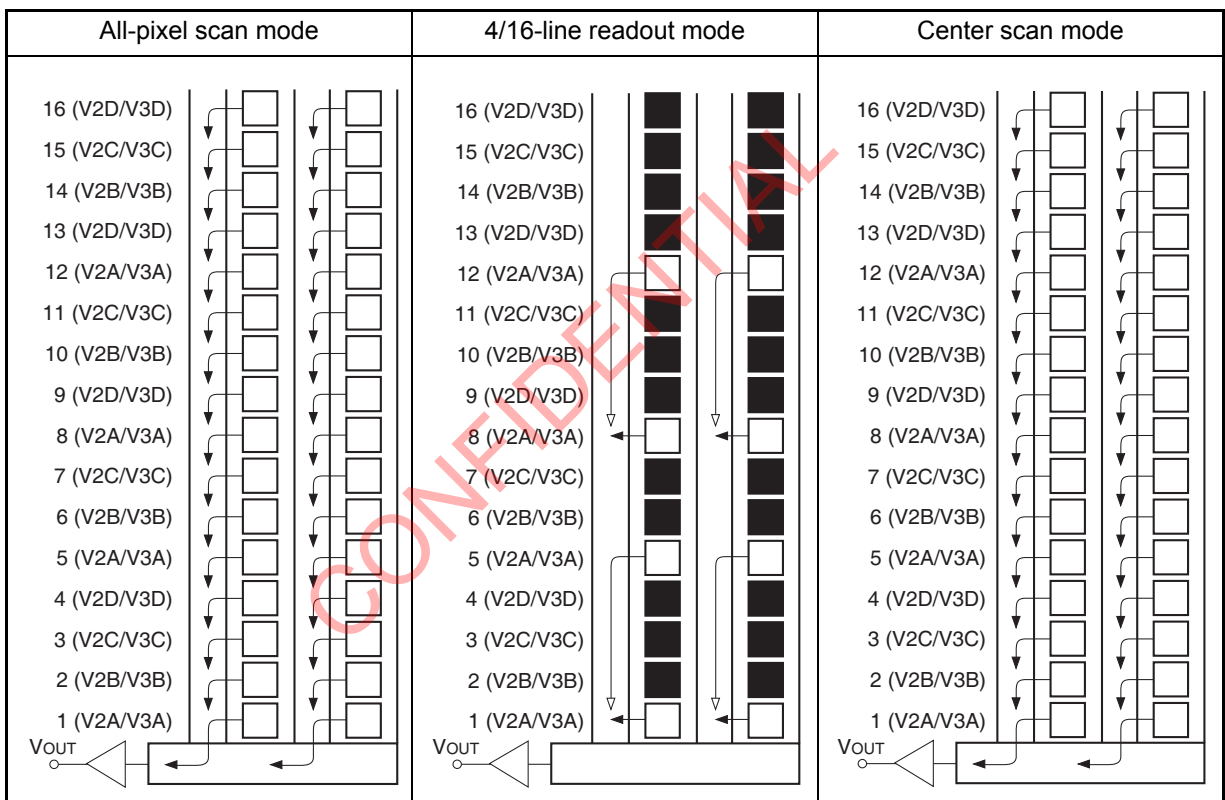 All-pixel scan mode
4/16-line readout mode
Center scan mode
16 (V2D/V3D)
15 (V2C/V3C)
14 (V2B/V3B)
13 (V2D/V3D)
12 (V2A/V3A)
11 (V2C/V3C)
10 (V2B/V3B)
9 (V2D/V3D)
8 (V2A/V3A)
7 (V2C/V3C)
6 (V2B/V3B)
5 (V2A/V3A)
4 (V2D/V3D)
3 (V2C/V3C)
2 (V2B/V3B)
1 (V2A/V3A)
VOUT
16 (V2D/V3D)
15 (V2C/V3C)
14 (V2B/V3B)
13 (V2D/V3D)
12 (V2A/V3A)
11 (V2C/V3C)
10 (V2B/V3B)
9 (V2D/V3D)
8 (V2A/V3A)
7 (V2C/V3C)
6 (V2B/V3B)
5 (V2A/V3A)
4 (V2D/V3D)
3 (V2C/V3C)
2 (V2B/V3B)
1 (V2A/V3A)
VOUT
16 (V2D/V3D)
15 (V2C/V3C)
14 (V2B/V3B)
13 (V2D/V3D)
12 (V2A/V3A)
11 (V2C/V3C)
10 (V2B/V3B)
9 (V2D/V3D)
8 (V2A/V3A)
7 (V2C/V3C)
6 (V2B/V3B)
5 (V2A/V3A)
4 (V2D/V3D)
3 (V2C/V3C)
2 (V2B/V3B)
1 (V2A/V3A)
VOUT
CONFIDENTIAL